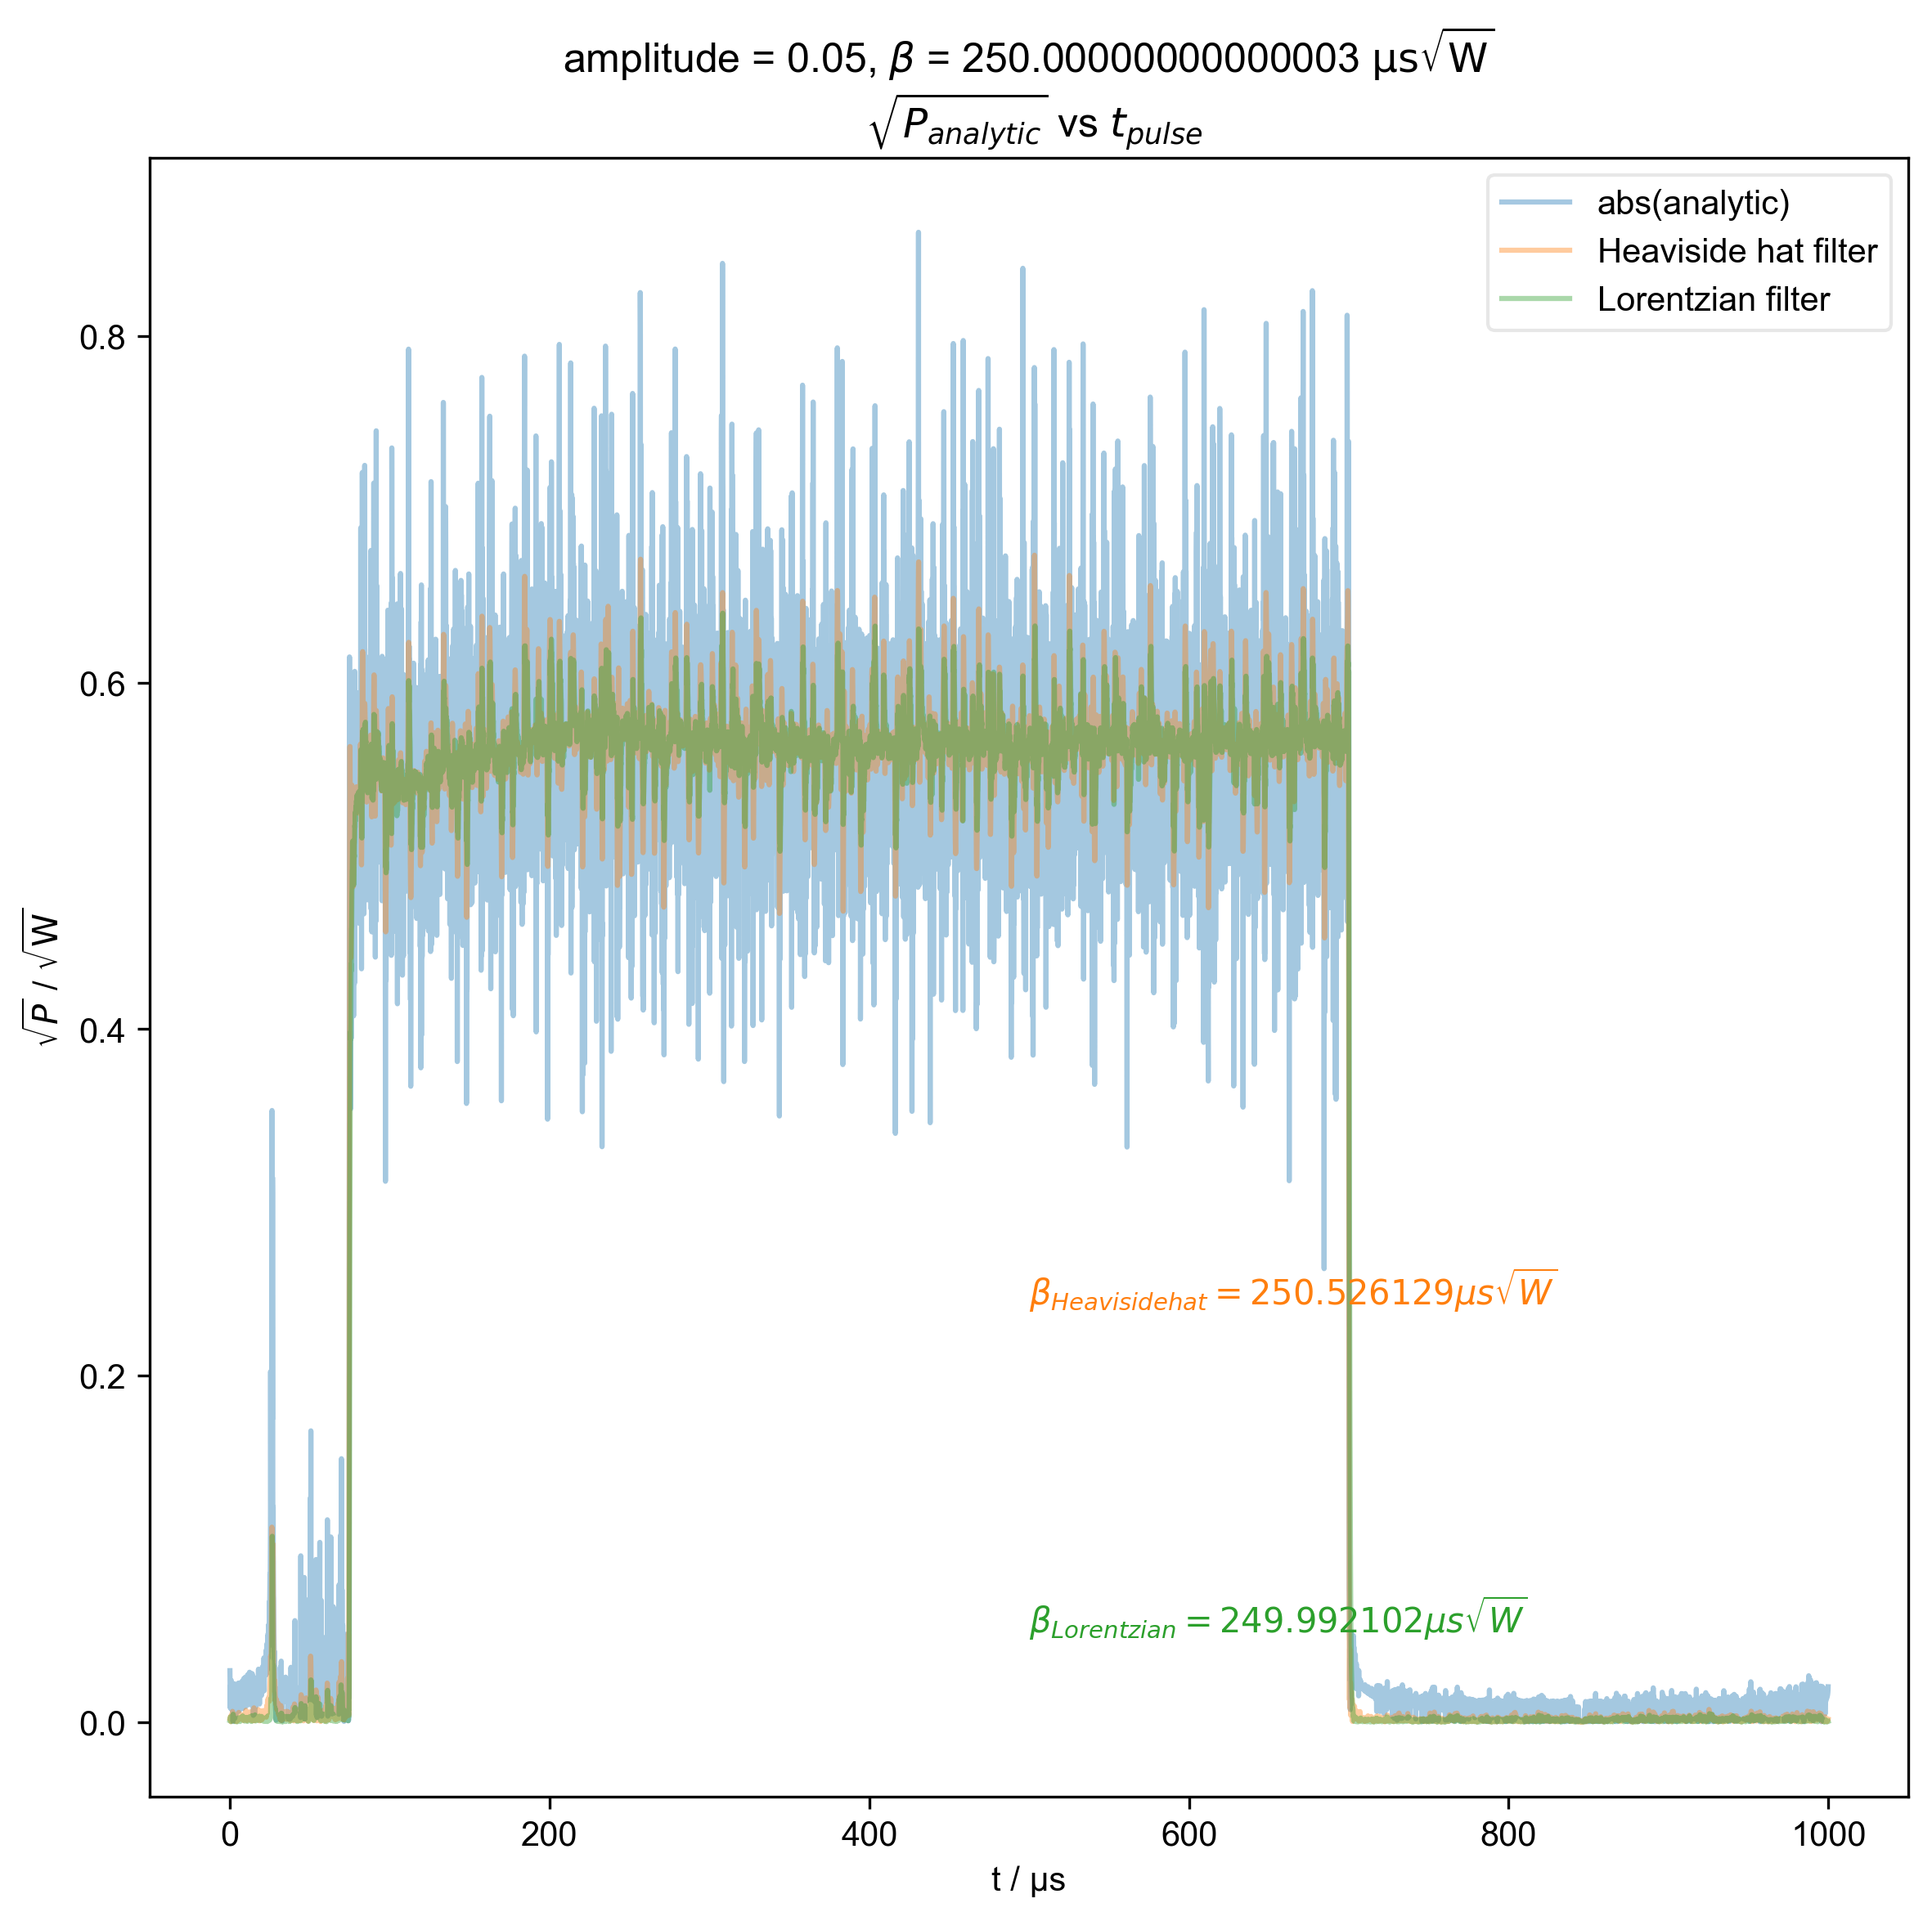 amplitude = 0.05, β = 250.00000000000003 μs√W
√P_analytic vs t_pulse
abs(analytic)
Heaviside hat filter
Lorentzian filter
0.8
0.6
0.4
0.2
0.0
√P / √W
β_Heavisidehat = 250.526129μs√W
β_Lorentzian = 249.992102μs√W
0 200 400 600 800 1000
t / μs